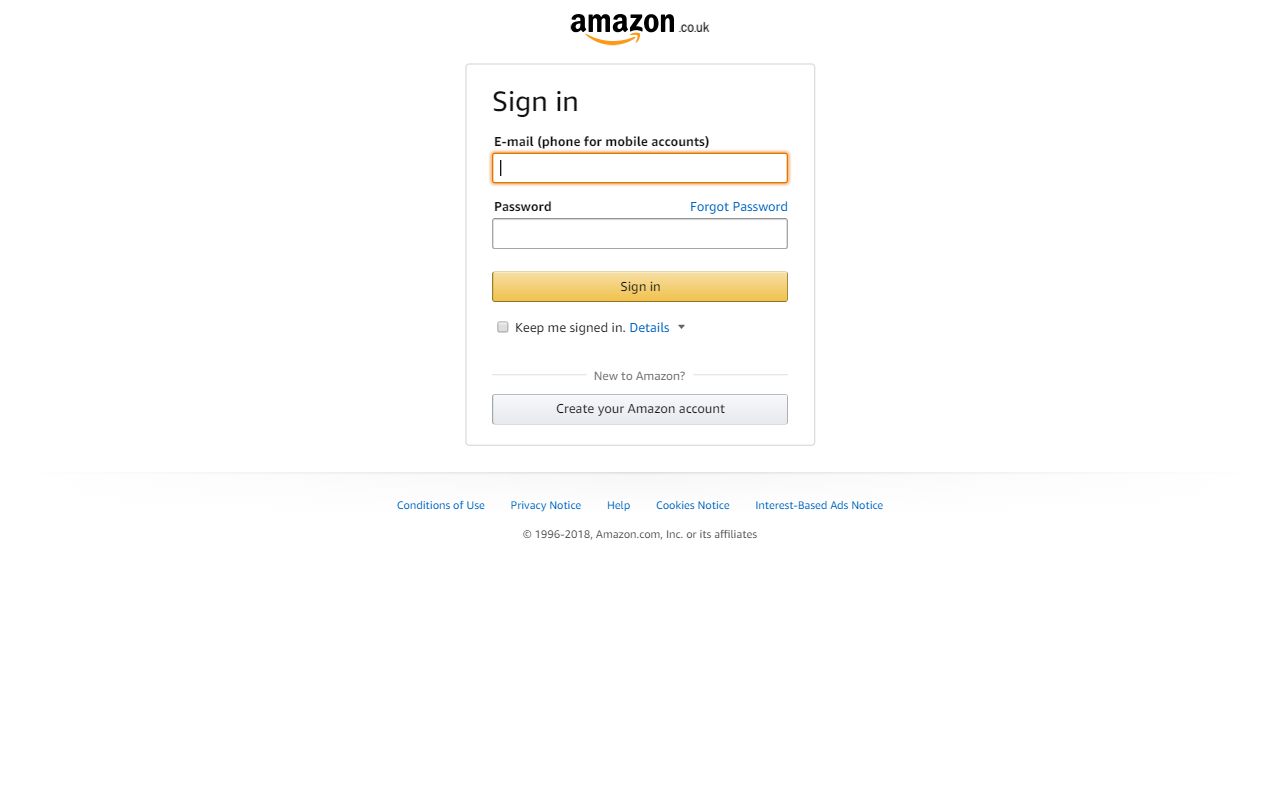 amazon.co.uk
Sign in
E-mail (phone for mobile accounts)
Password Forgot Password
Sign in
Keep me signed in. Details
New to Amazon?
Create your Amazon account
Conditions of Use Privacy Notice Help Cookies Notice Interest-Based Ads Notice
© 1996-2018, Amazon.com, Inc. or its affiliates